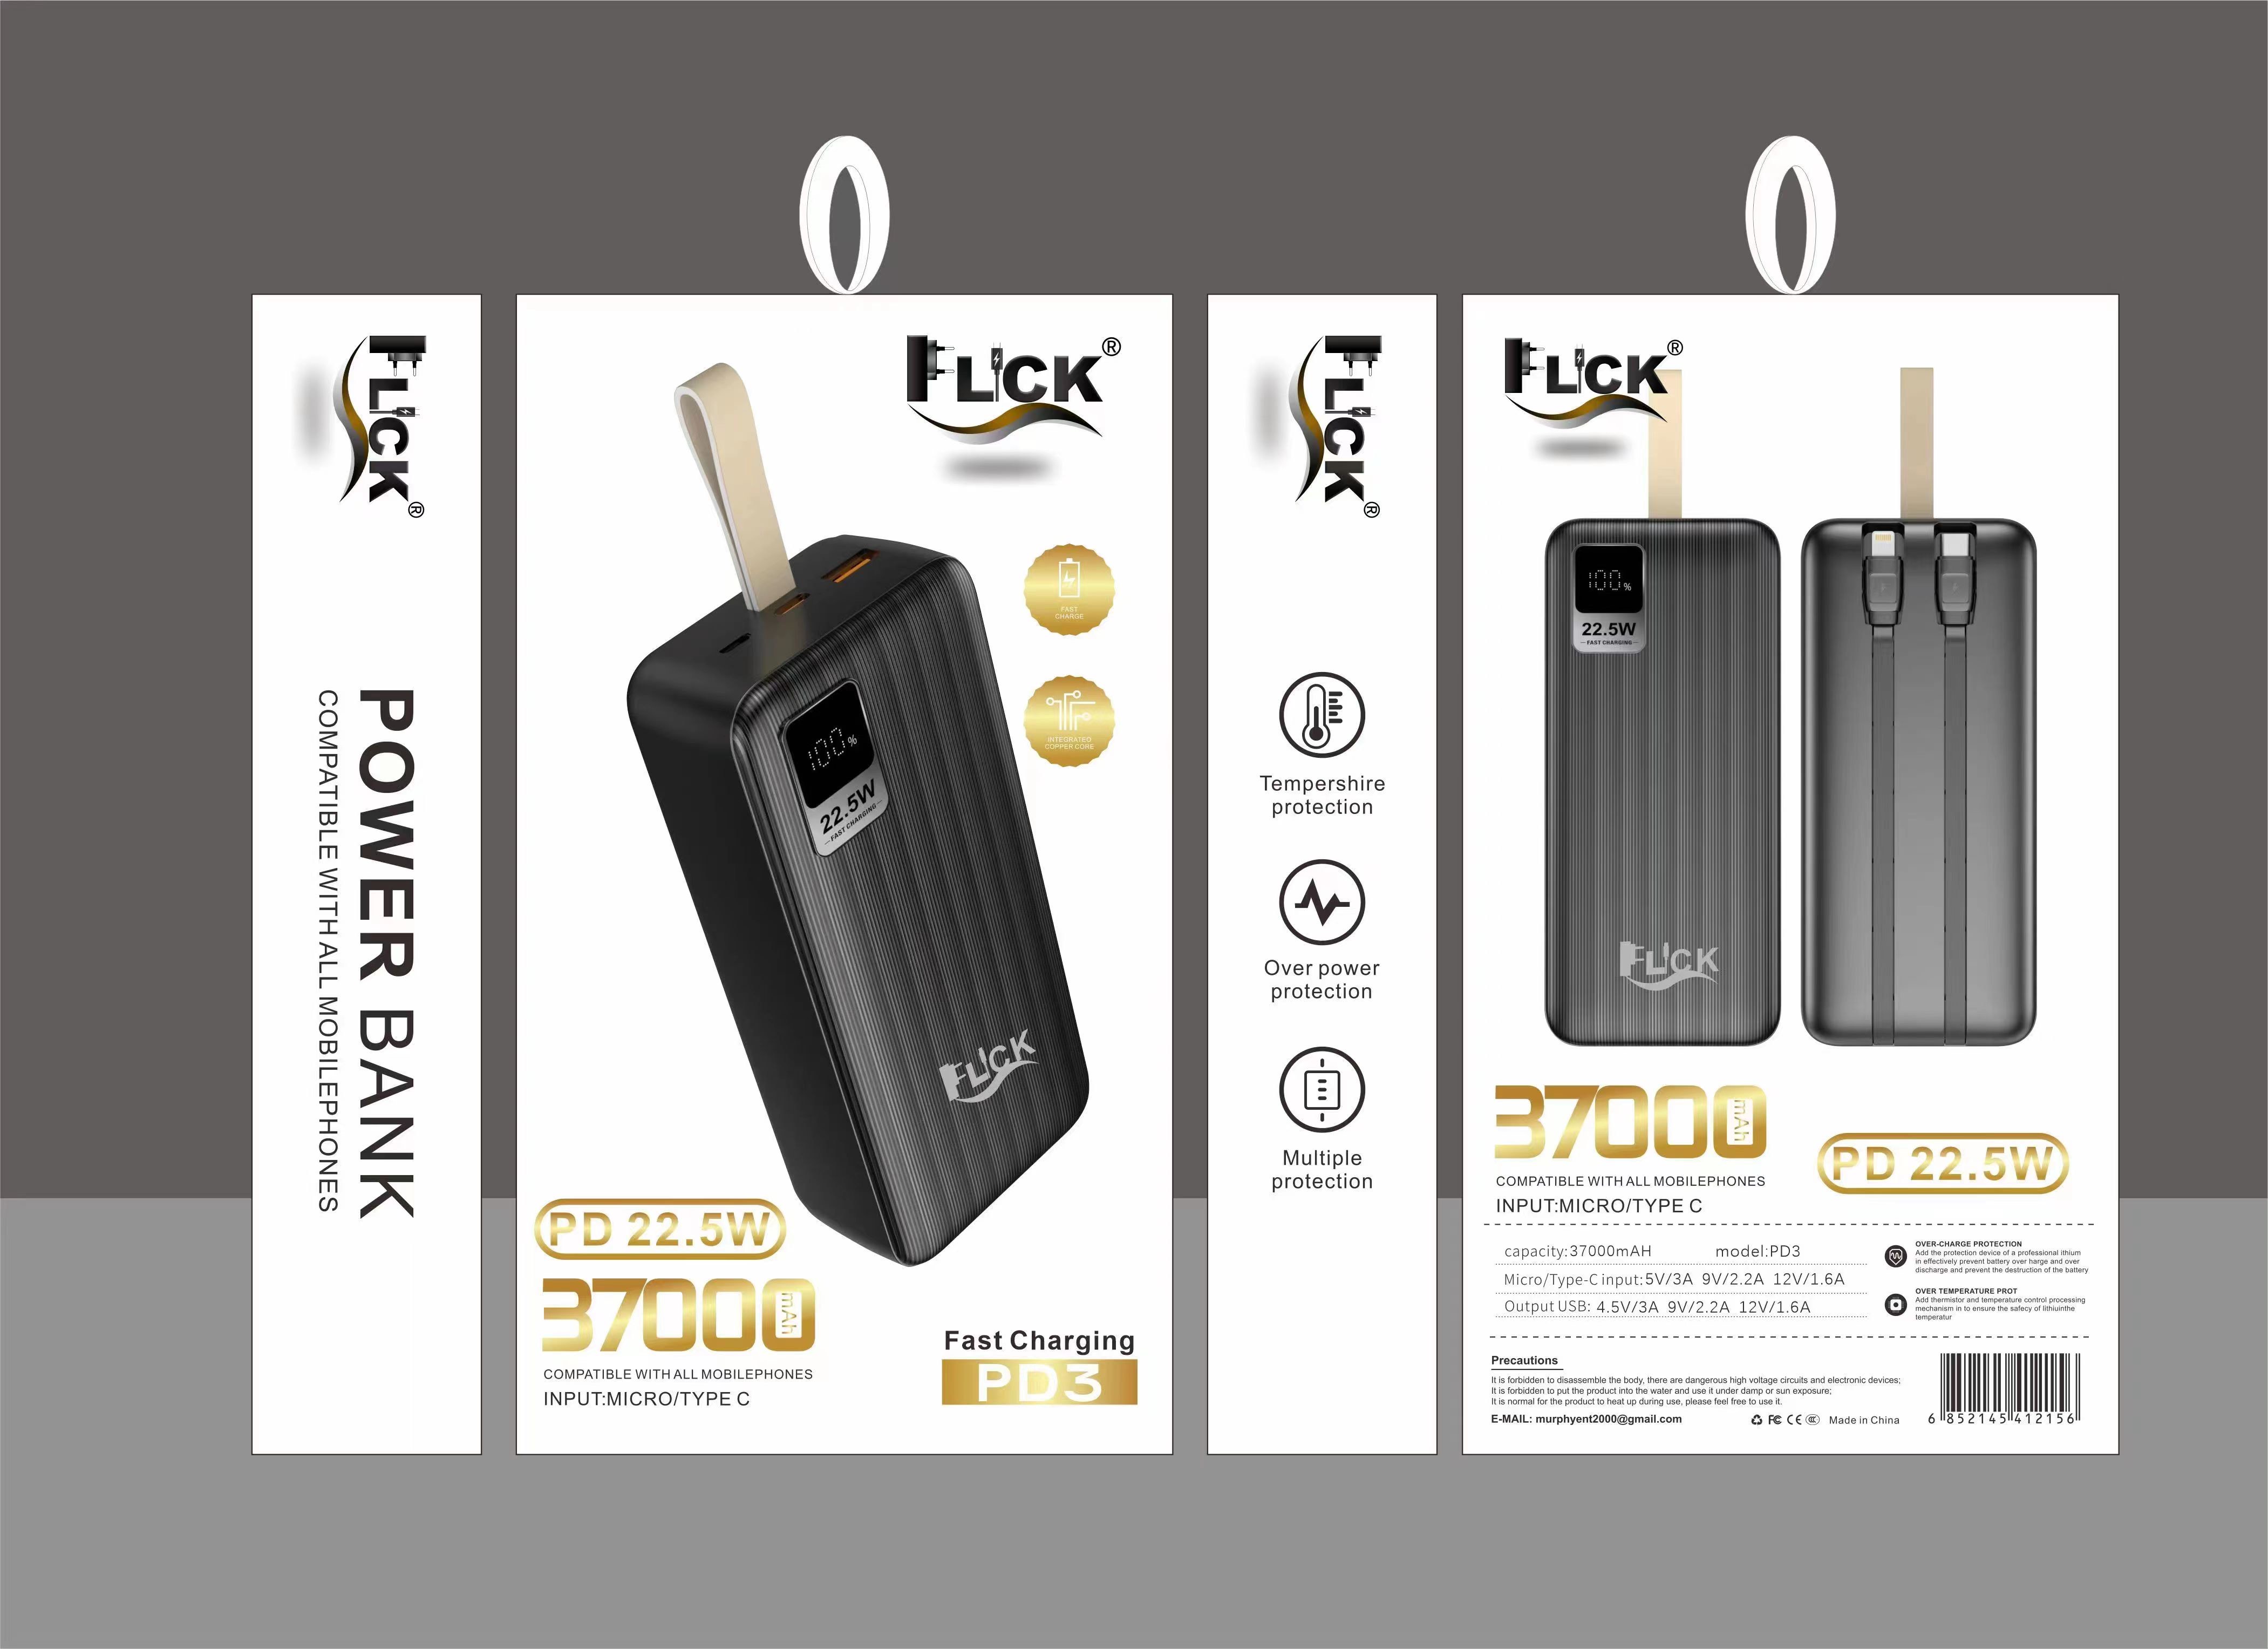 FLICK®
POWER BANK
COMPATIBLE WITH ALL MOBILEPHONES
FLICK®
FAST
CHARGE
INTEGRATED
COPPER CORE
100%
22.5W
FAST CHARGING
FLICK
PD 22.5W
37000 mAh
COMPATIBLE WITH ALL MOBILEPHONES
INPUT:MICRO/TYPE C
Fast Charging
PD3
FLICK®
Tempershire
protection
Over power
protection
Multiple
protection
FLICK®
100%
22.5W
FAST CHARGING
FLICK
37000 mAh
PD 22.5W
COMPATIBLE WITH ALL MOBILEPHONES
INPUT:MICRO/TYPE C
capacity:37000mAH model:PD3
Micro/Type-C input:5V/3A 9V/2.2A 12V/1.6A
Output USB: 4.5V/3A 9V/2.2A 12V/1.6A
OVER-CHARGE PROTECTION
Add the protection device of a professional ithium
in effectively prevent battery over harge and over
discharge and prevent the destruction of the battery
OVER TEMPERATURE PROT
Add thermistor and temperature control processing
mechanism in to ensure the safecy of lithiuinthe
temperatur
Precautions
It is forbidden to disassemble the body, there are dangerous high voltage circuits and electronic devices;
It is forbidden to put the product into the water and use it under damp or sun exposure;
It is normal for the product to heat up during use, please feel free to use it.
E-MAIL: murphyent2000@gmail.com
FC CE CCC Made in China
6 852145 412156